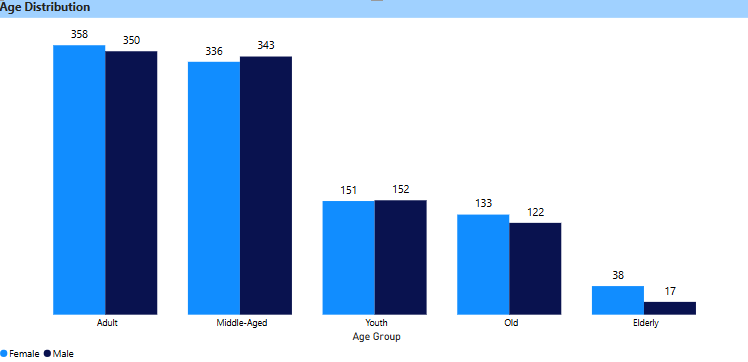 Age Distribution
358 350 336 343 151 152 133 122 38 17
Adult Middle-Aged Youth Old Elderly
Age Group
Female Male